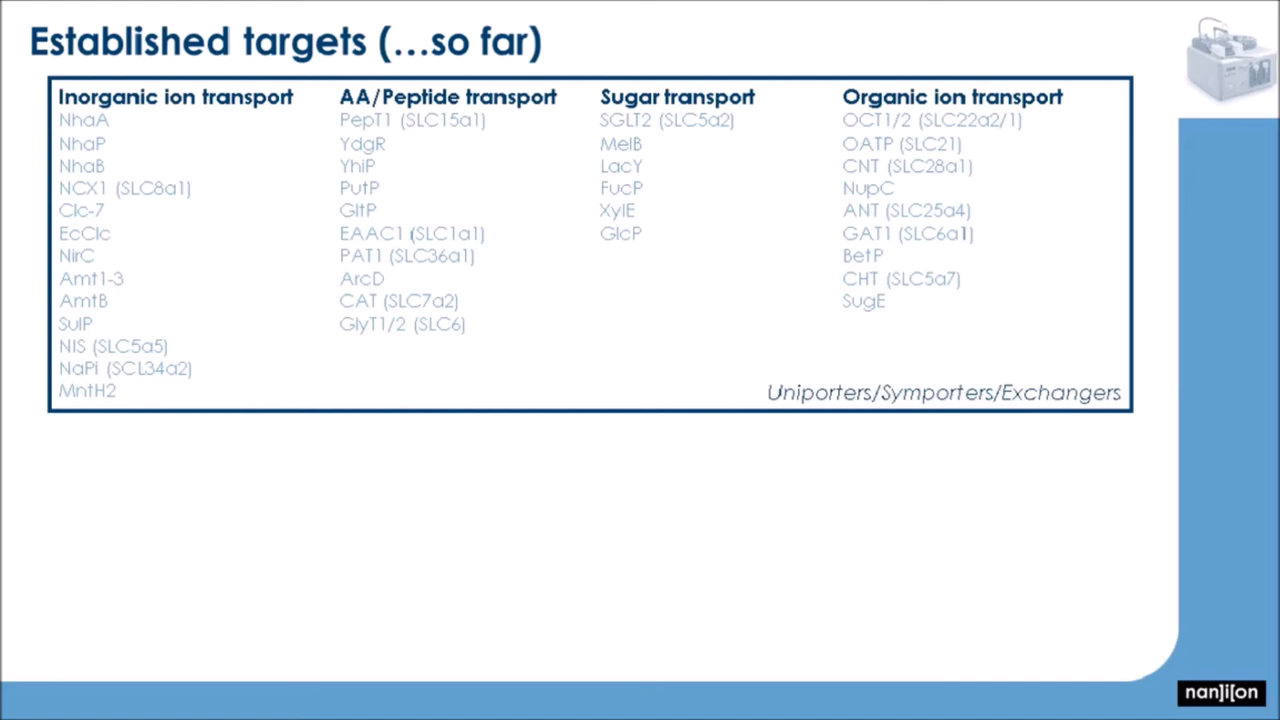 Established targets (…so far)
Inorganic ion transport
NhaA
NhaP
NhaB
NCX1 (SLC8a1)
Clc-7
EcClc
NirC
Amt1-3
AmtB
SulP
NIS (SLC5a5)
NaPi (SCL34a2)
MntH2
AA/Peptide transport
PepT1 (SLC15a1)
YdgR
YhiP
PutP
GltP
EAAC1 (SLC1a1)
PAT1 (SLC36a1)
ArcD
CAT (SLC7a2)
GlyT1/2 (SLC6)
Sugar transport
SGLT2 (SLC5a2)
MelB
LacY
FucP
XylE
GlcP
Organic ion transport
OCT1/2 (SLC22a2/1)
OATP (SLC21)
CNT (SLC28a1)
NupC
ANT (SLC25a4)
GAT1 (SLC6a1)
BetP
CHT (SLC5a7)
SugE
Uniporters/Symporters/Exchangers
nan]i[on